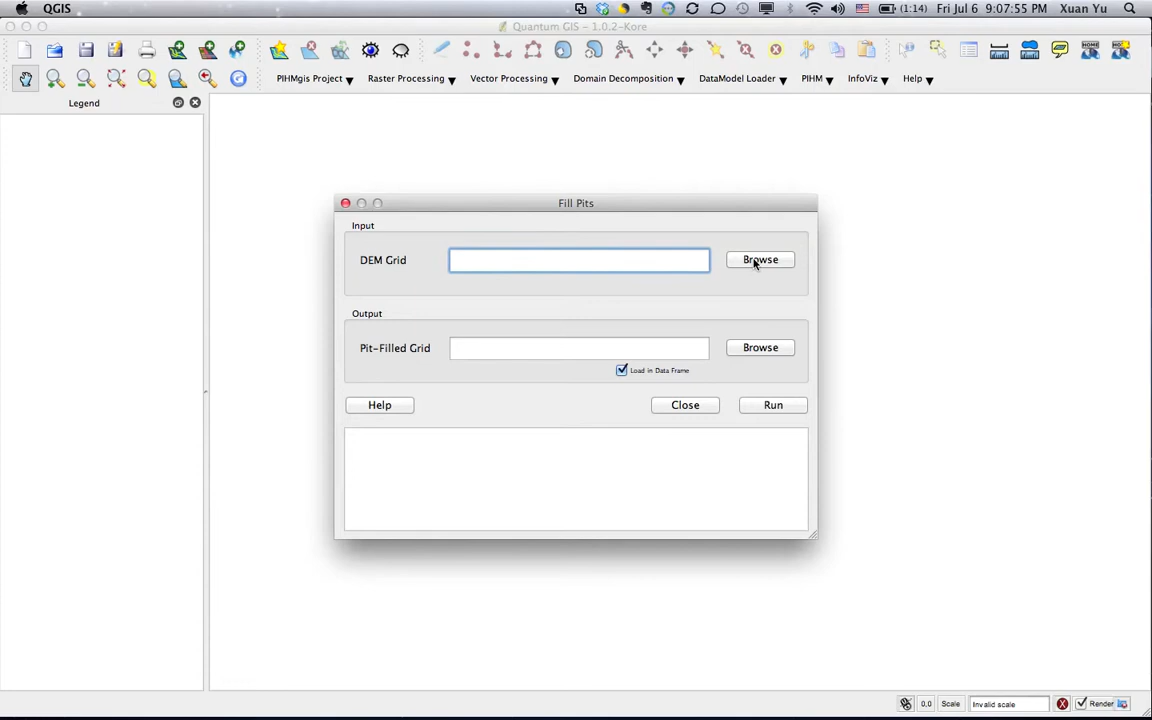 QGIS (1:14) Fri Jul 6 9:07:55 PM Xuan Yu
Quantum GIS - 1.0.2-Kore
PIHMgis Project Raster Processing Vector Processing Domain Decomposition DataModel Loader PIHM InfoViz Help
Legend
Fill Pits
Input
DEM Grid Browse
Output
Pit-Filled Grid Browse
Load in Data Frame
Help Close Run
0,0 Scale Invalid scale Render